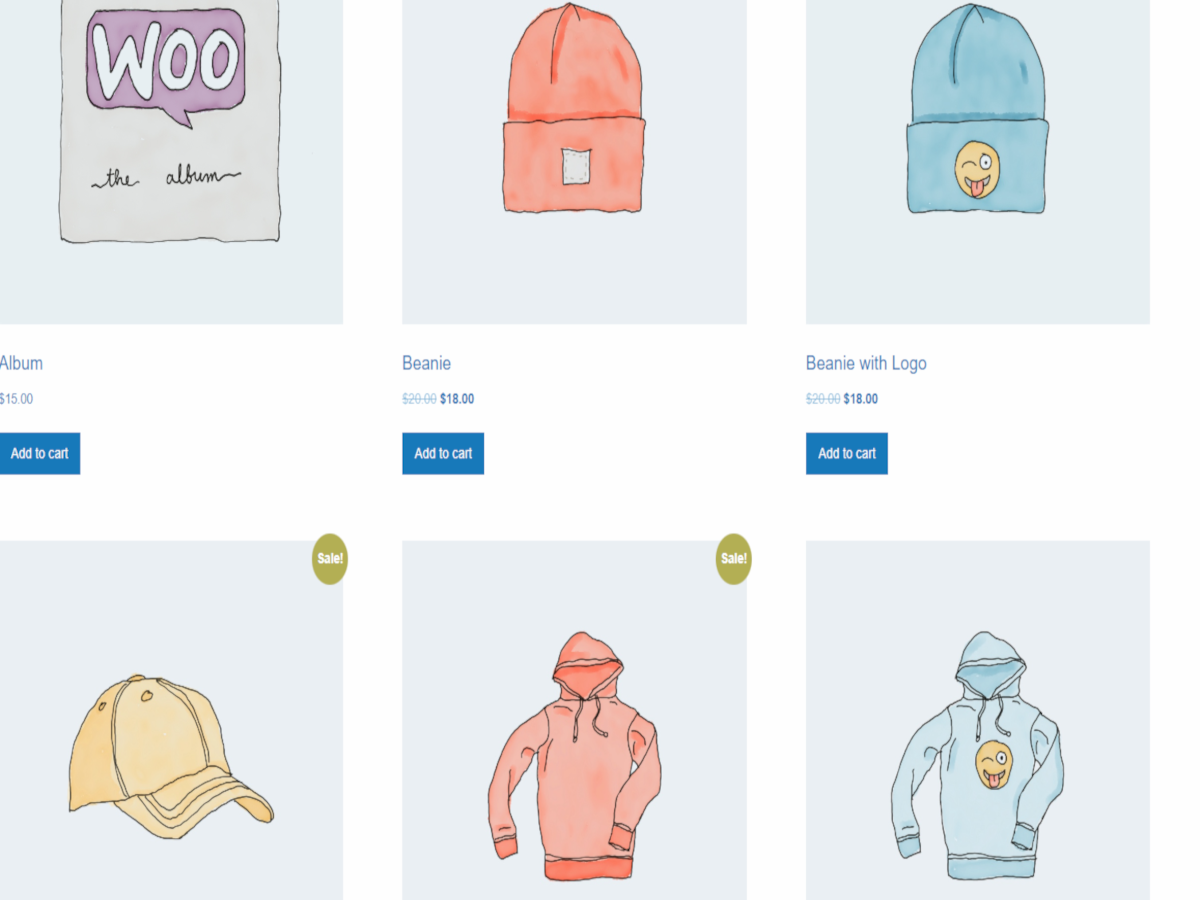 WOO
the album
Album
$15.00
Add to cart
Beanie
$20.00 $18.00
Add to cart
Beanie with Logo
$20.00 $18.00
Add to cart
Sale!
Sale!